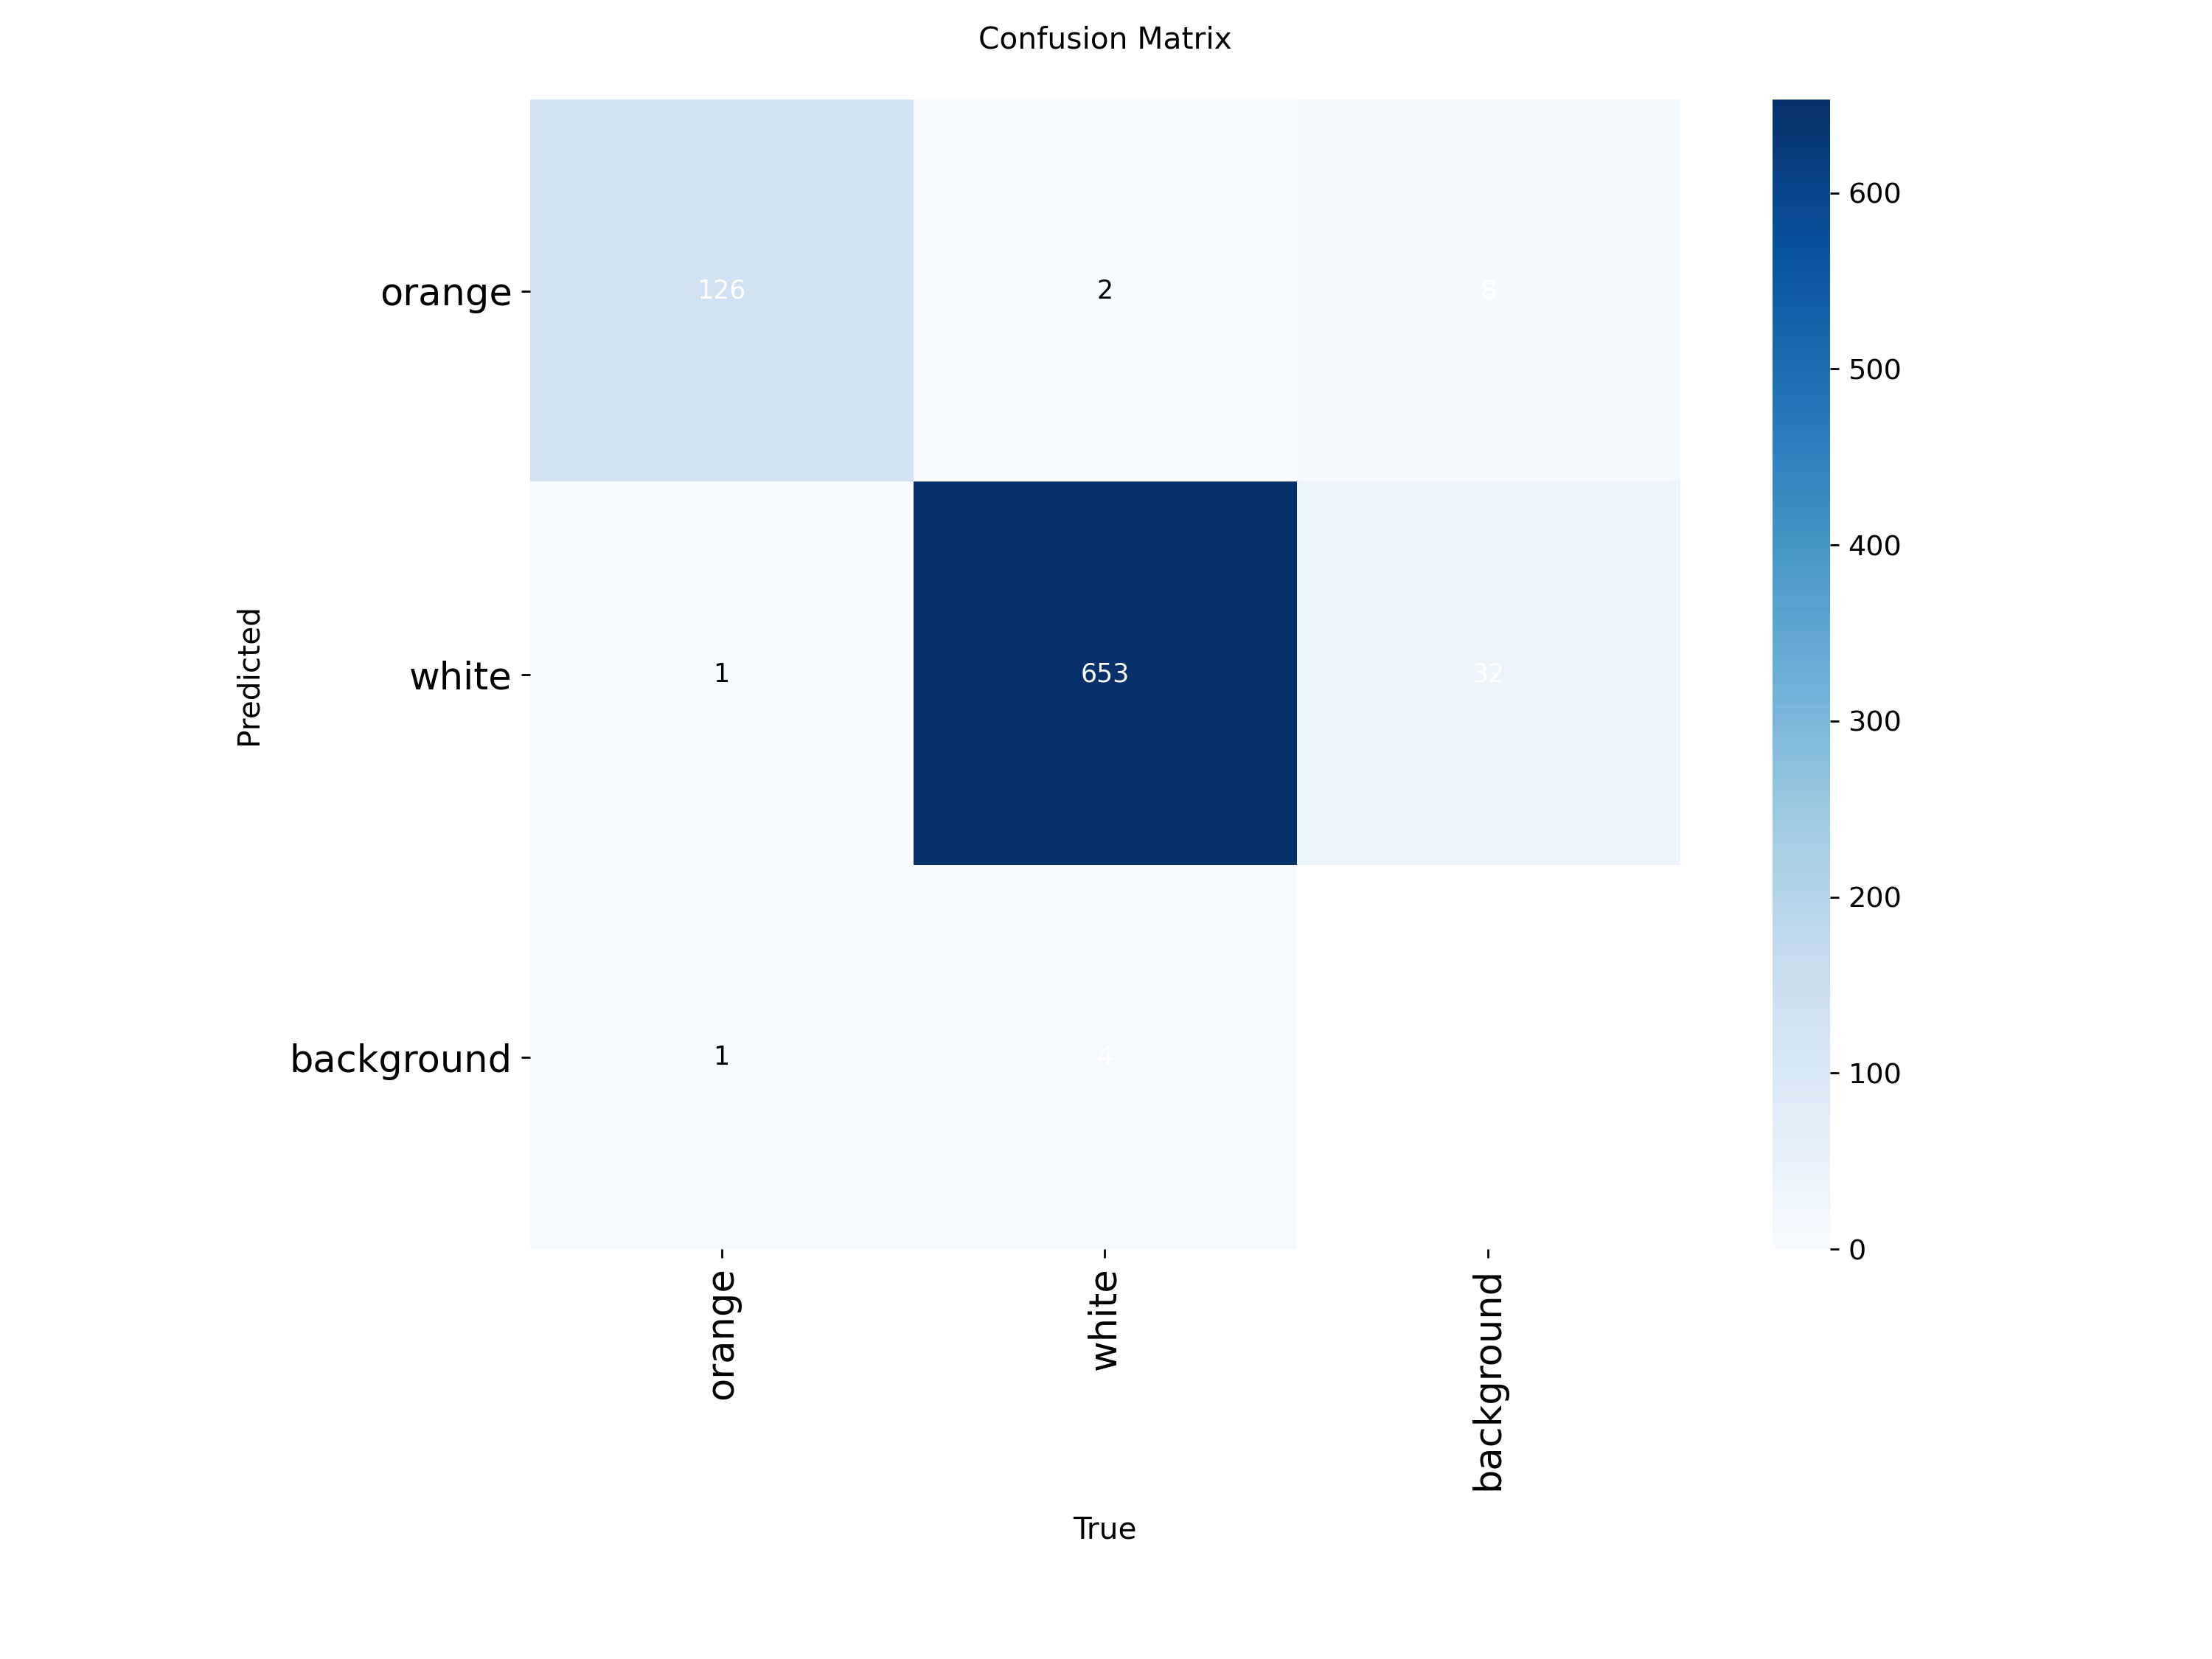 Confusion Matrix
orange
126
2
8
white
1
653
32
background
1
4
Predicted
orange
white
background
True
600
500
400
300
200
100
0